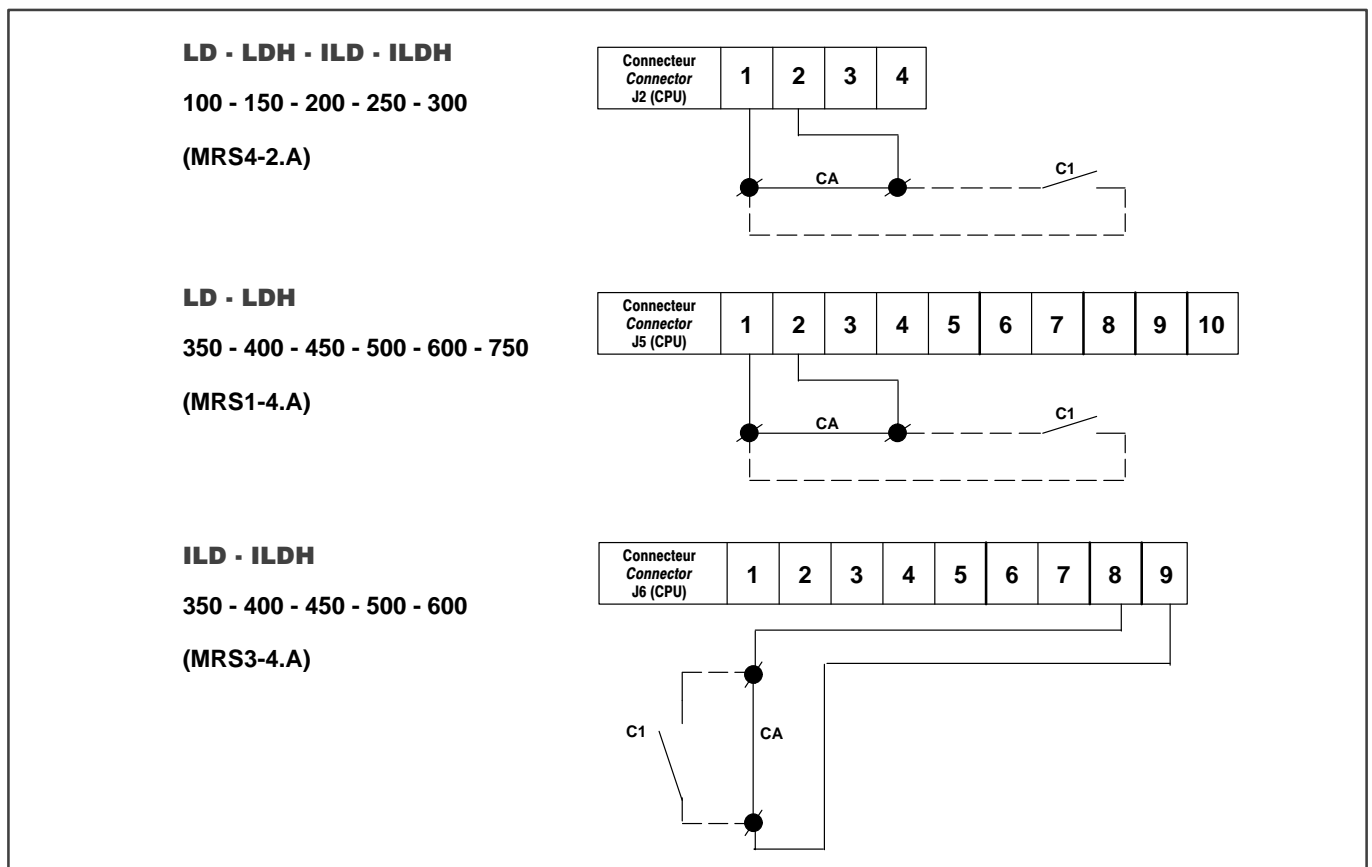 LD - LDH - ILD - ILDH
100 - 150 - 200 - 250 - 300
(MRS4-2.A)
Connecteur
Connector
J2 (CPU)
1 2 3 4
CA
C1
LD - LDH
350 - 400 - 450 - 500 - 600 - 750
(MRS1-4.A)
Connecteur
Connector
J5 (CPU)
1 2 3 4 5 6 7 8 9 10
CA
C1
ILD - ILDH
350 - 400 - 450 - 500 - 600
(MRS3-4.A)
Connecteur
Connector
J6 (CPU)
1 2 3 4 5 6 7 8 9
C1
CA